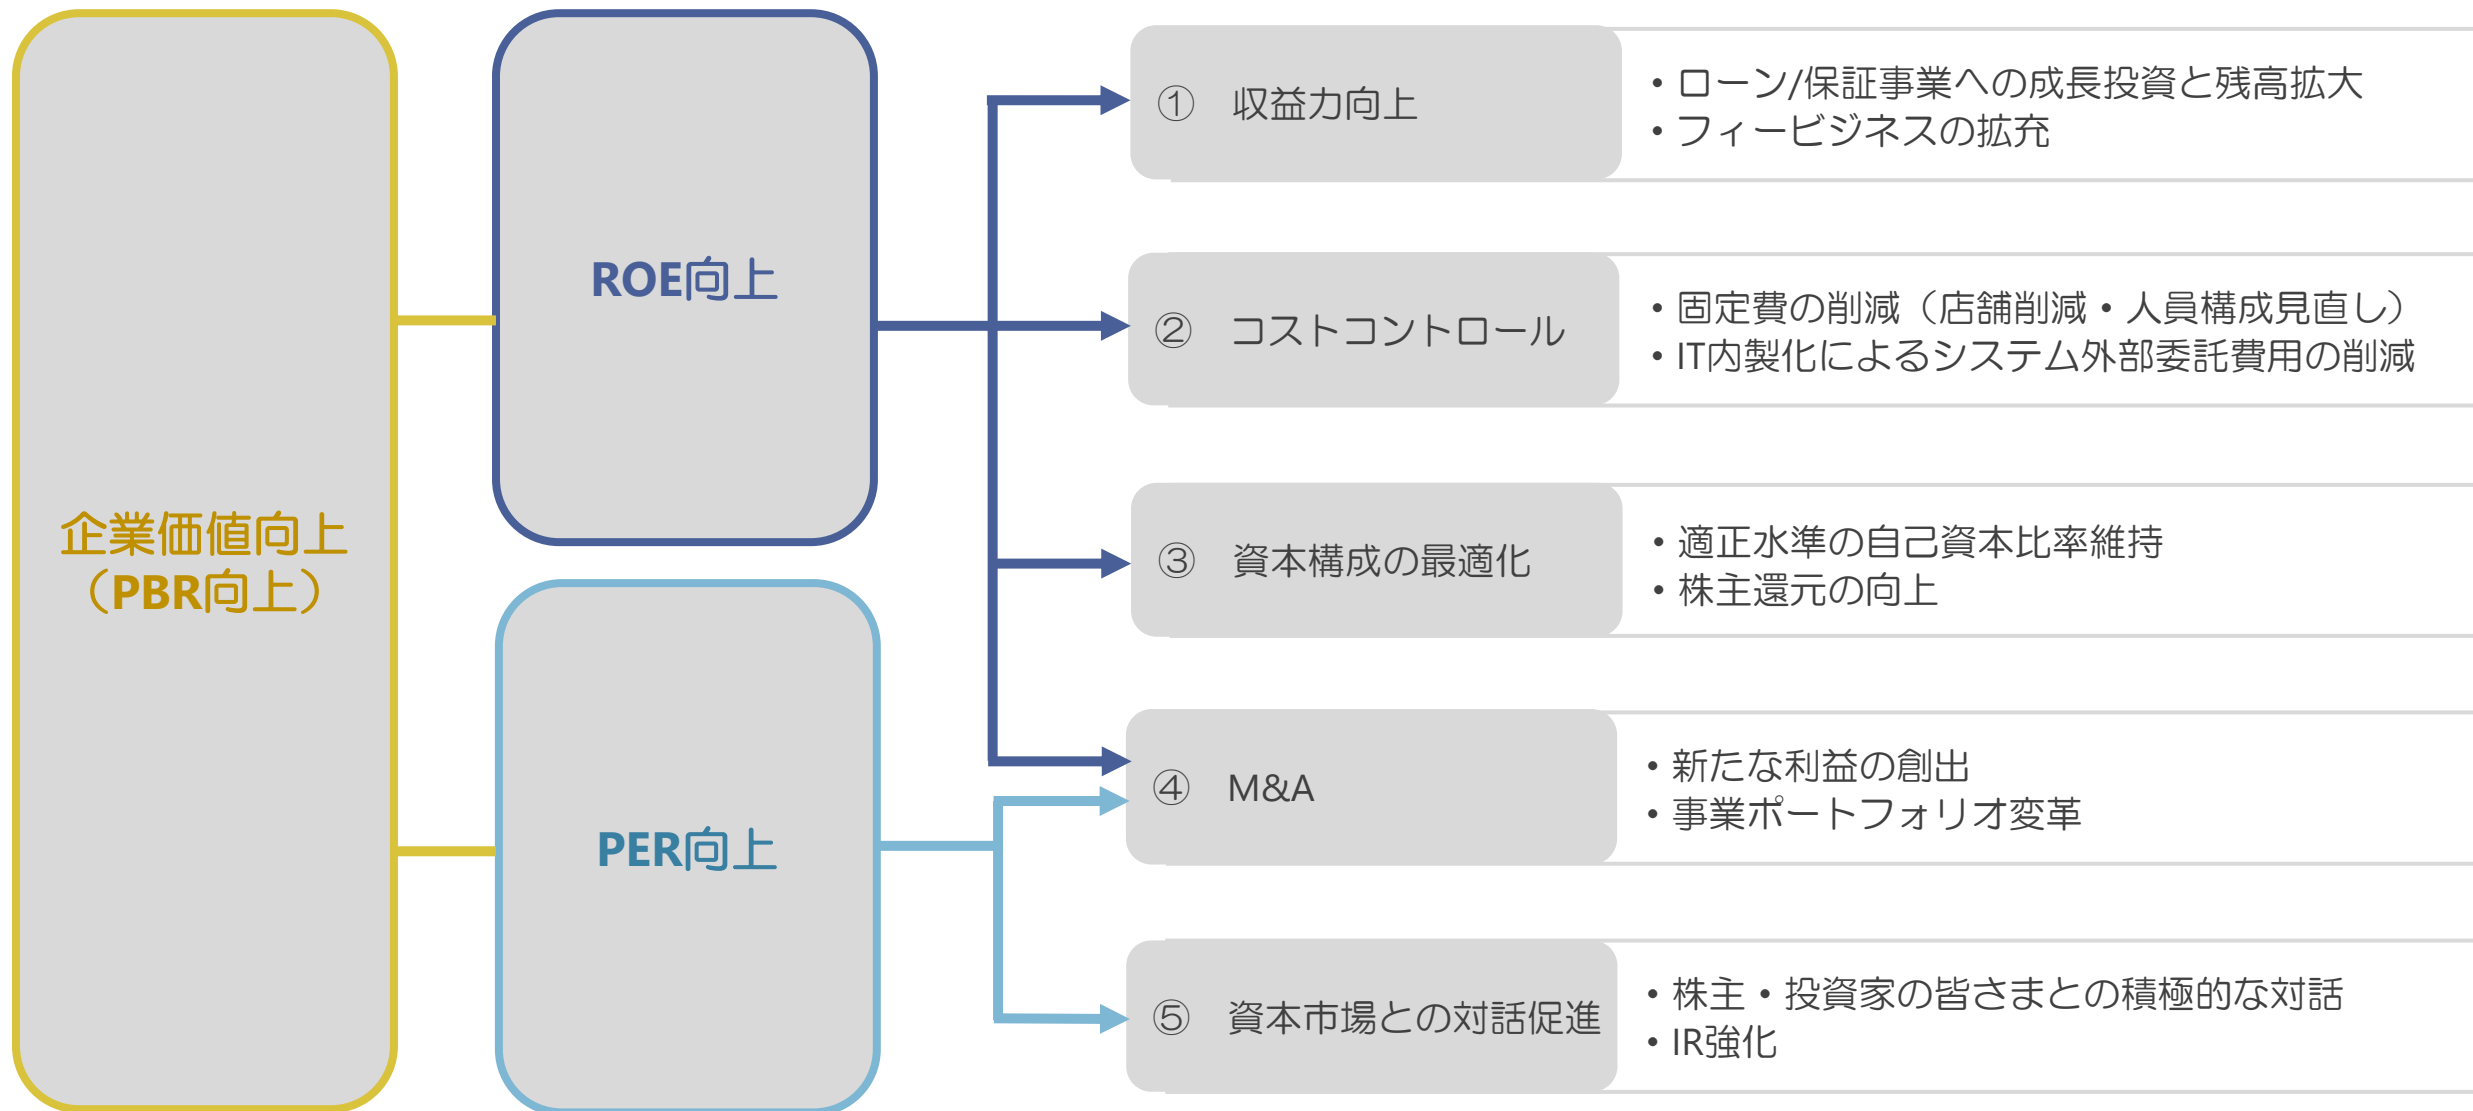 企業価値向上
（PBR向上）
ROE向上
PER向上
① 収益力向上
・ローン/保証事業への成長投資と残高拡大
・フィービジネスの拡充
② コストコントロール
・固定費の削減（店舗削減・人員構成見直し）
・IT内製化によるシステム外部委託費用の削減
③ 資本構成の最適化
・適正水準の自己資本比率維持
・株主還元の向上
④ M&A
・新たな利益の創出
・事業ポートフォリオ変革
⑤ 資本市場との対話促進
・株主・投資家の皆さまとの積極的な対話
・IR強化